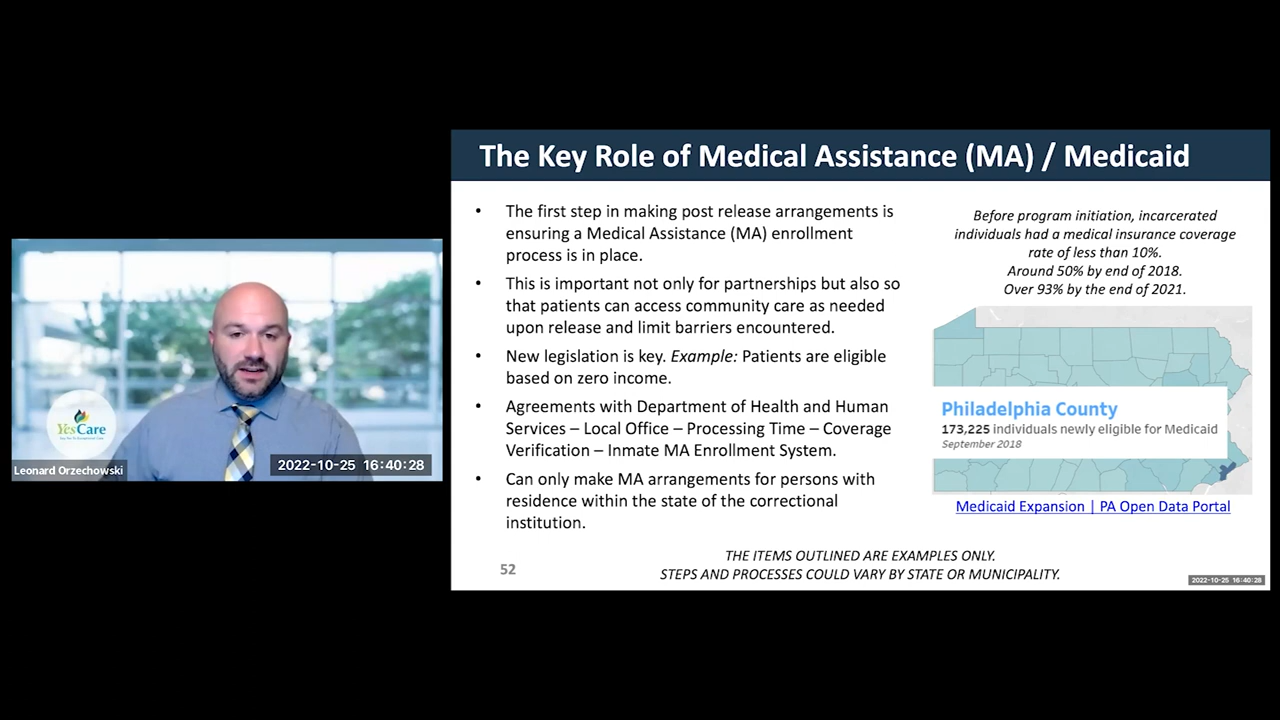 The Key Role of Medical Assistance (MA) / Medicaid
• The first step in making post release arrangements is
ensuring a Medical Assistance (MA) enrollment
process is in place.
• This is important not only for partnerships but also so
that patients can access community care as needed
upon release and limit barriers encountered.
• New legislation is key. Example: Patients are eligible
based on zero income.
• Agreements with Department of Health and Human
Services – Local Office – Processing Time – Coverage
Verification – Inmate MA Enrollment System.
• Can only make MA arrangements for persons with
residence within the state of the correctional
institution.
Before program initiation, incarcerated
individuals had a medical insurance coverage
rate of less than 10%.
Around 50% by end of 2018.
Over 93% by the end of 2021.
Philadelphia County
173,225 individuals newly eligible for Medicaid
September 2018
Medicaid Expansion | PA Open Data Portal
THE ITEMS OUTLINED ARE EXAMPLES ONLY.
STEPS AND PROCESSES COULD VARY BY STATE OR MUNICIPALITY.
52
2022-10-25 16:40:28
YesCare
Leonard Orzechowski
2022-10-25 16:40:28